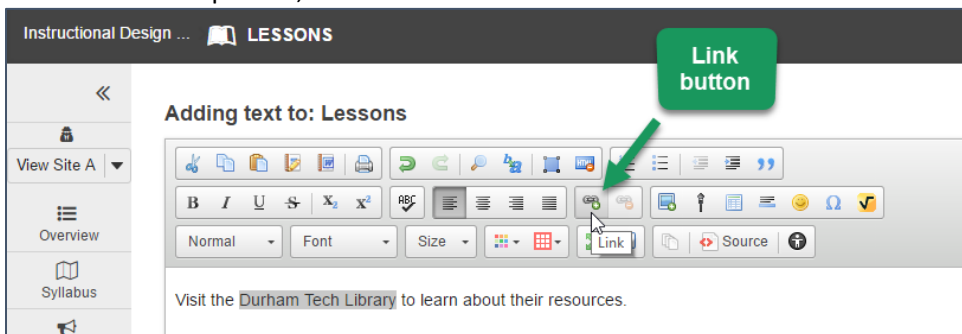 Instructional Design ... LESSONS
Link
button
Adding text to: Lessons
View Site A
B I U S X₂ X²
ABC
Ω
Normal Font Size Link Source
Overview
Syllabus
Visit the Durham Tech Library to learn about their resources.